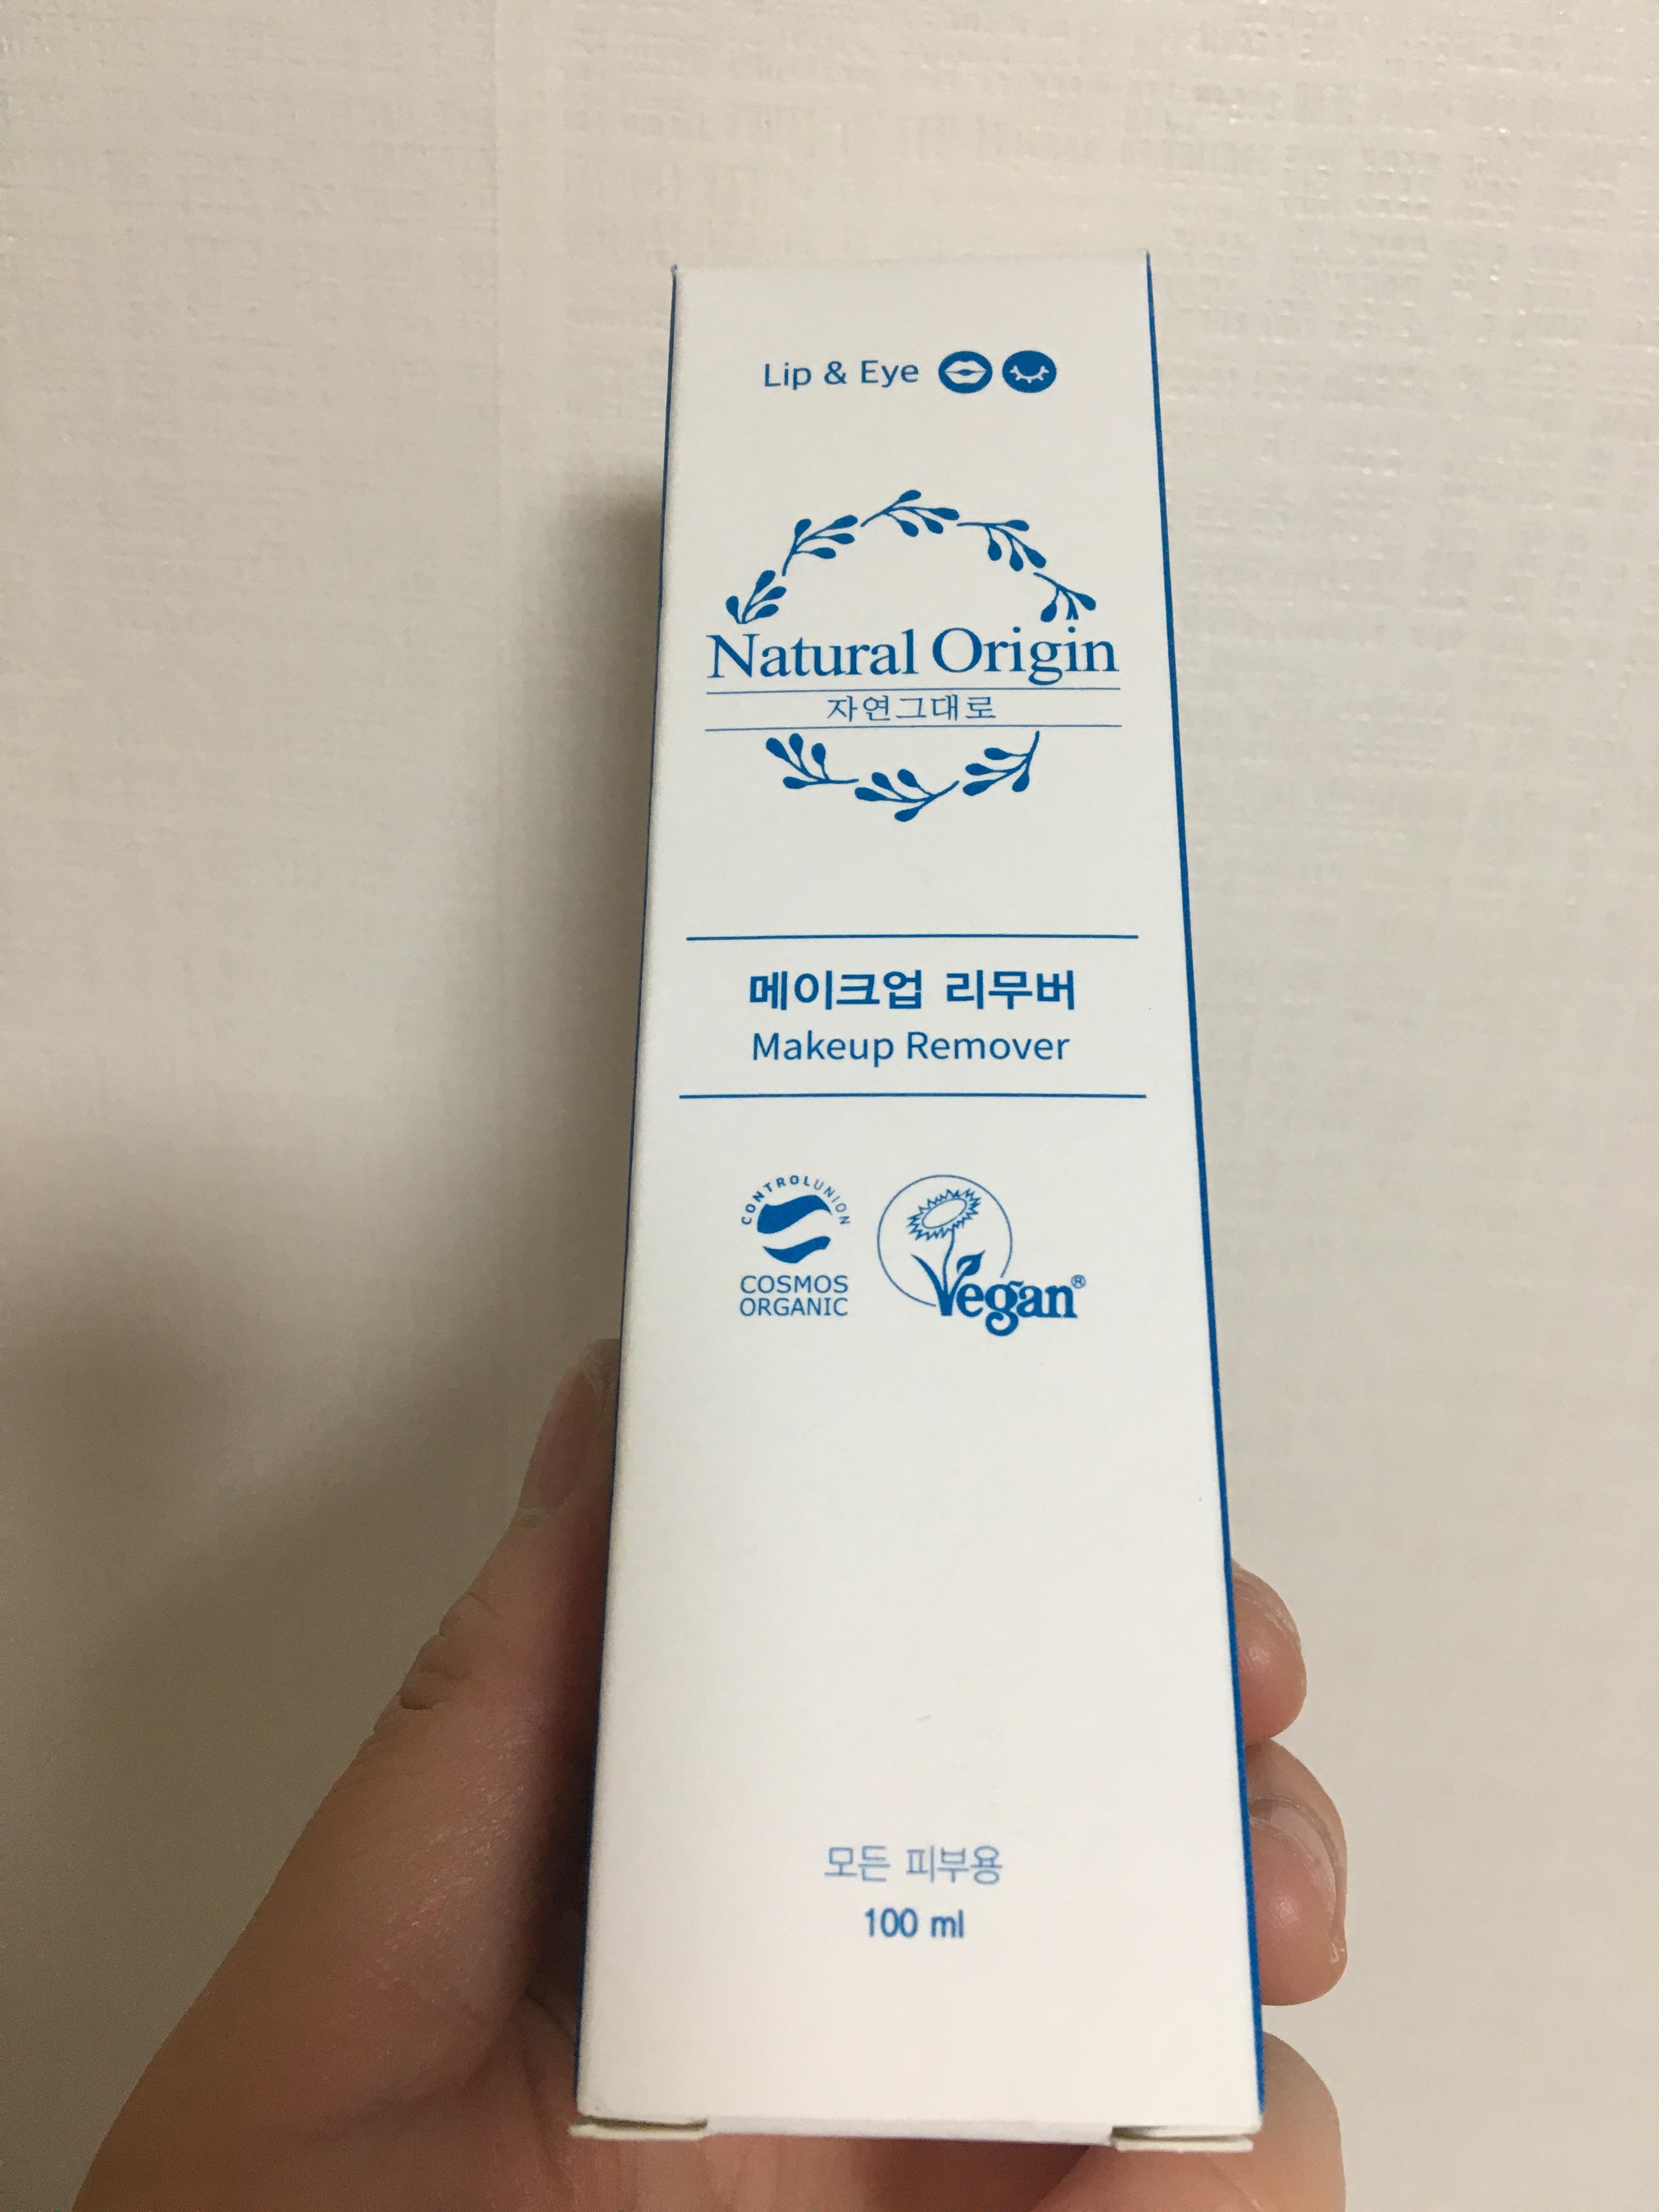 Lip & Eye
Natural Origin
자연그대로
메이크업 리무버
Makeup Remover
CONTROLUNION
COSMOS
ORGANIC
Vegan®
모든 피부용
100 ml